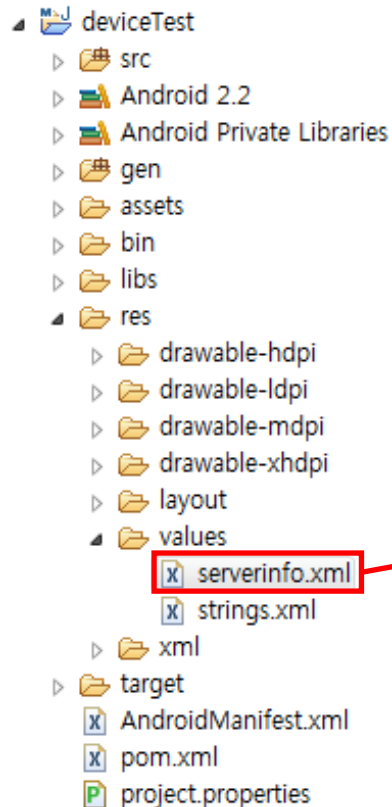 deviceTest
src
Android 2.2
Android Private Libraries
gen
assets
bin
libs
res
drawable-hdpi
drawable-ldpi
drawable-mdpi
drawable-xhdpi
layout
values
serverinfo.xml
strings.xml
xml
target
AndroidManifest.xml
pom.xml
project.properties